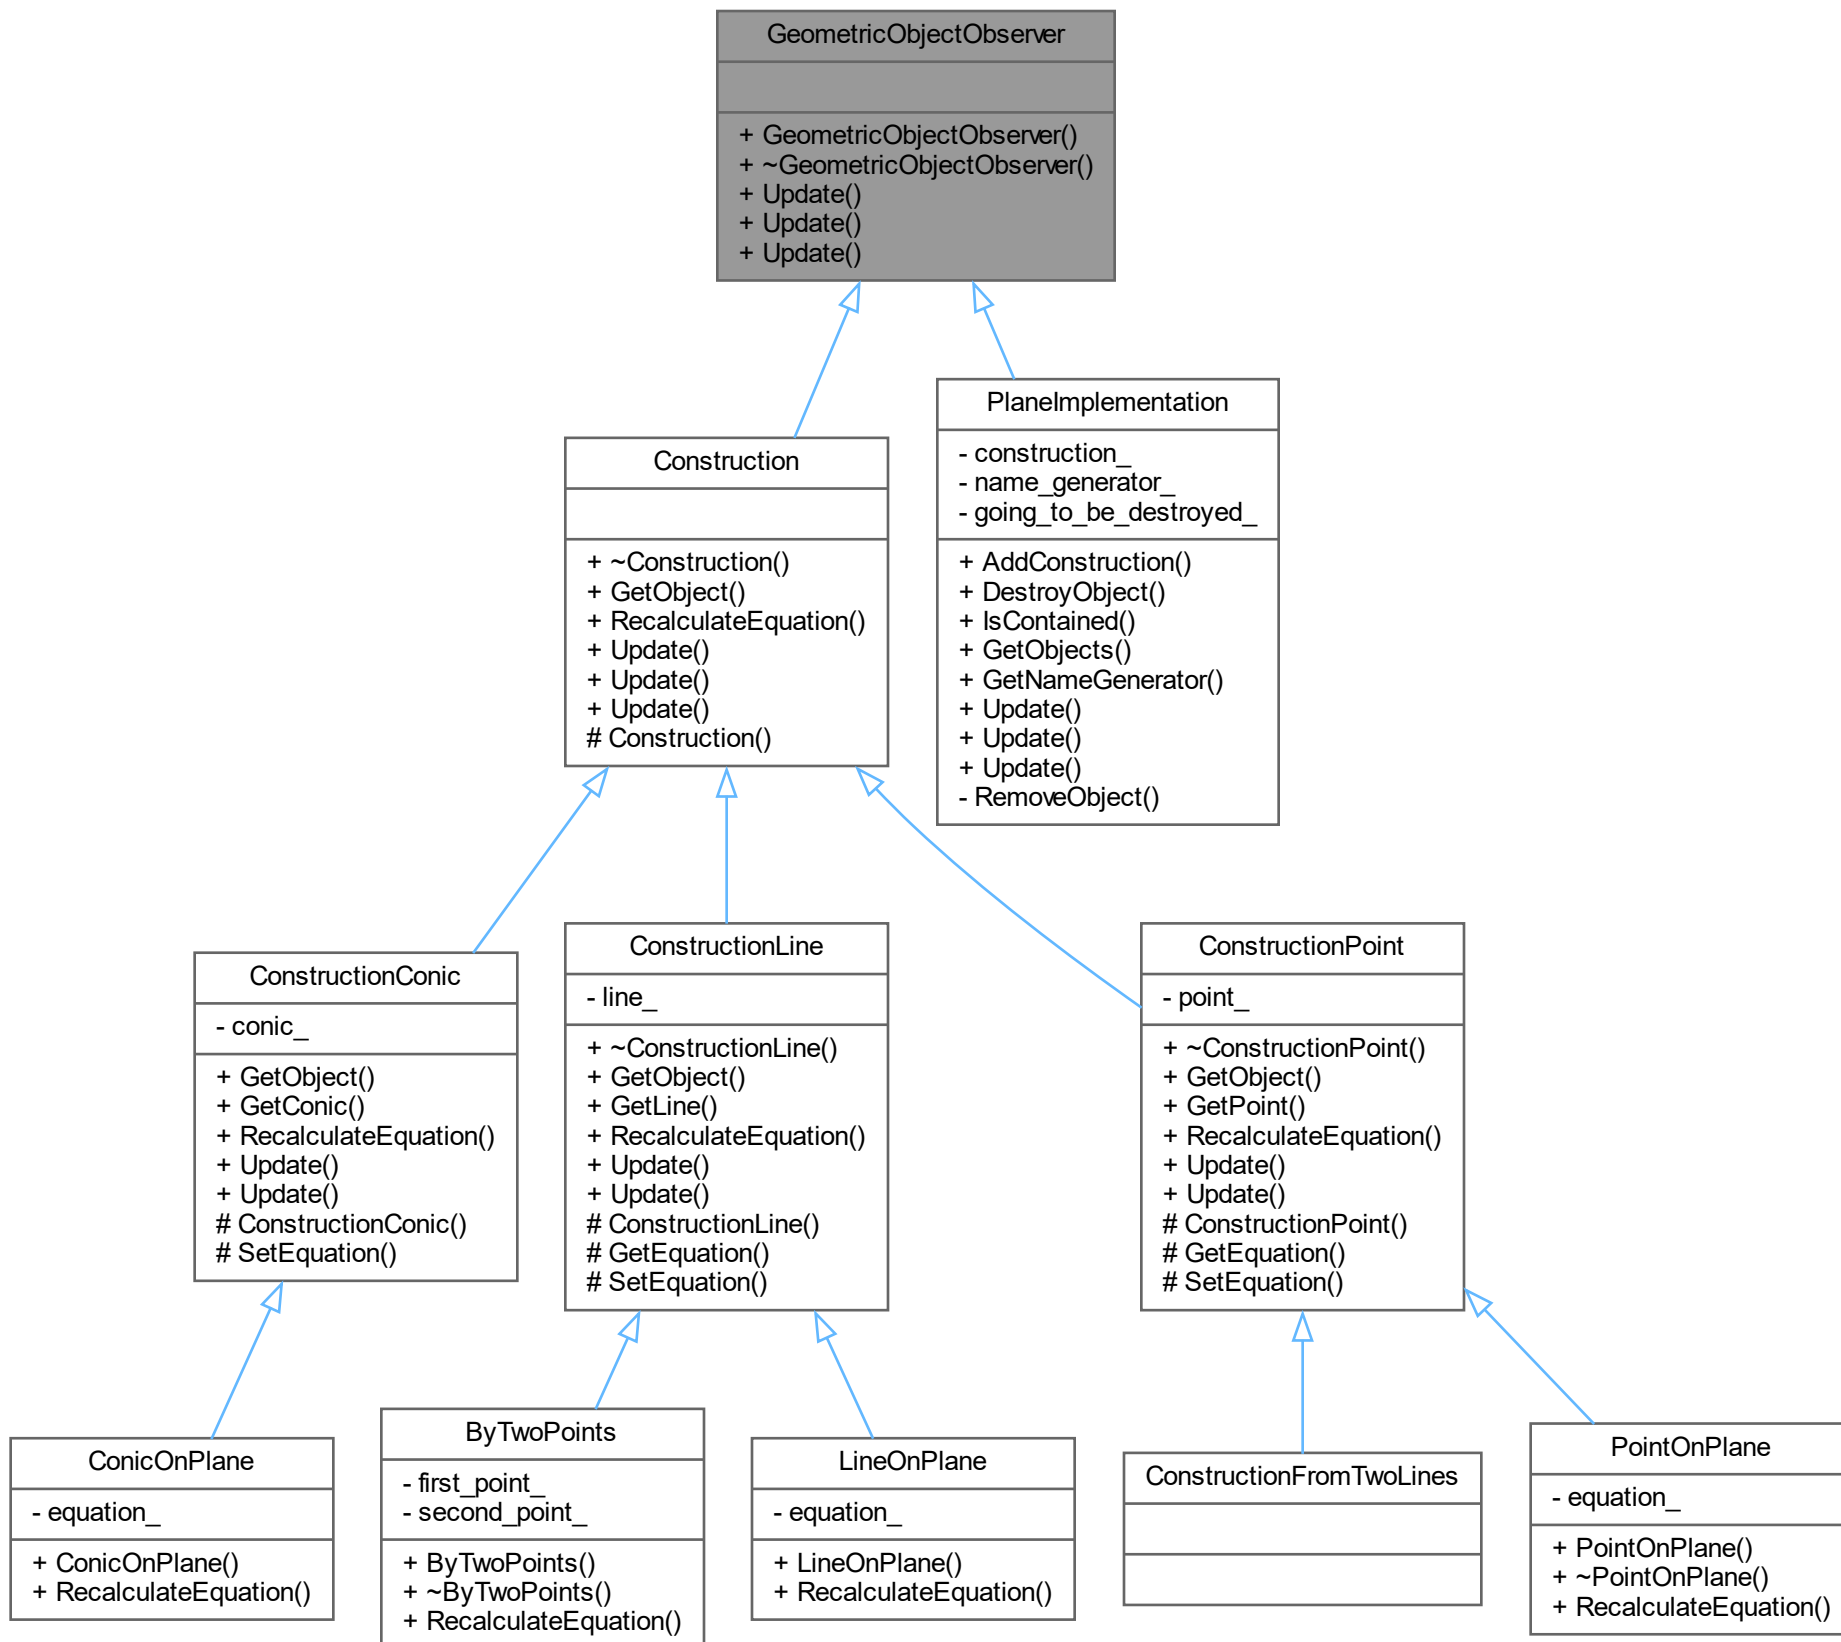 GeometricObjectObserver
+ GeometricObjectObserver()
+ ~GeometricObjectObserver()
+ Update()
+ Update()
+ Update()
Construction
+ ~Construction()
+ GetObject()
+ RecalculateEquation()
+ Update()
+ Update()
+ Update()
# Construction()
PlaneImplementation
- construction_
- name_generator_
- going_to_be_destroyed_
+ AddConstruction()
+ DestroyObject()
+ IsContained()
+ GetObjects()
+ GetNameGenerator()
+ Update()
+ Update()
+ Update()
- RemoveObject()
ConstructionConic
- conic_
+ GetObject()
+ GetConic()
+ RecalculateEquation()
+ Update()
+ Update()
# ConstructionConic()
# SetEquation()
ConstructionLine
- line_
+ ~ConstructionLine()
+ GetObject()
+ GetLine()
+ RecalculateEquation()
+ Update()
+ Update()
# ConstructionLine()
# GetEquation()
# SetEquation()
ConstructionPoint
- point_
+ ~ConstructionPoint()
+ GetObject()
+ GetPoint()
+ RecalculateEquation()
+ Update()
+ Update()
# ConstructionPoint()
# GetEquation()
# SetEquation()
ConicOnPlane
- equation_
+ ConicOnPlane()
+ RecalculateEquation()
ByTwoPoints
- first_point_
- second_point_
+ ByTwoPoints()
+ ~ByTwoPoints()
+ RecalculateEquation()
LineOnPlane
- equation_
+ LineOnPlane()
+ RecalculateEquation()
ConstructionFromTwoLines
PointOnPlane
- equation_
+ PointOnPlane()
+ ~PointOnPlane()
+ RecalculateEquation()